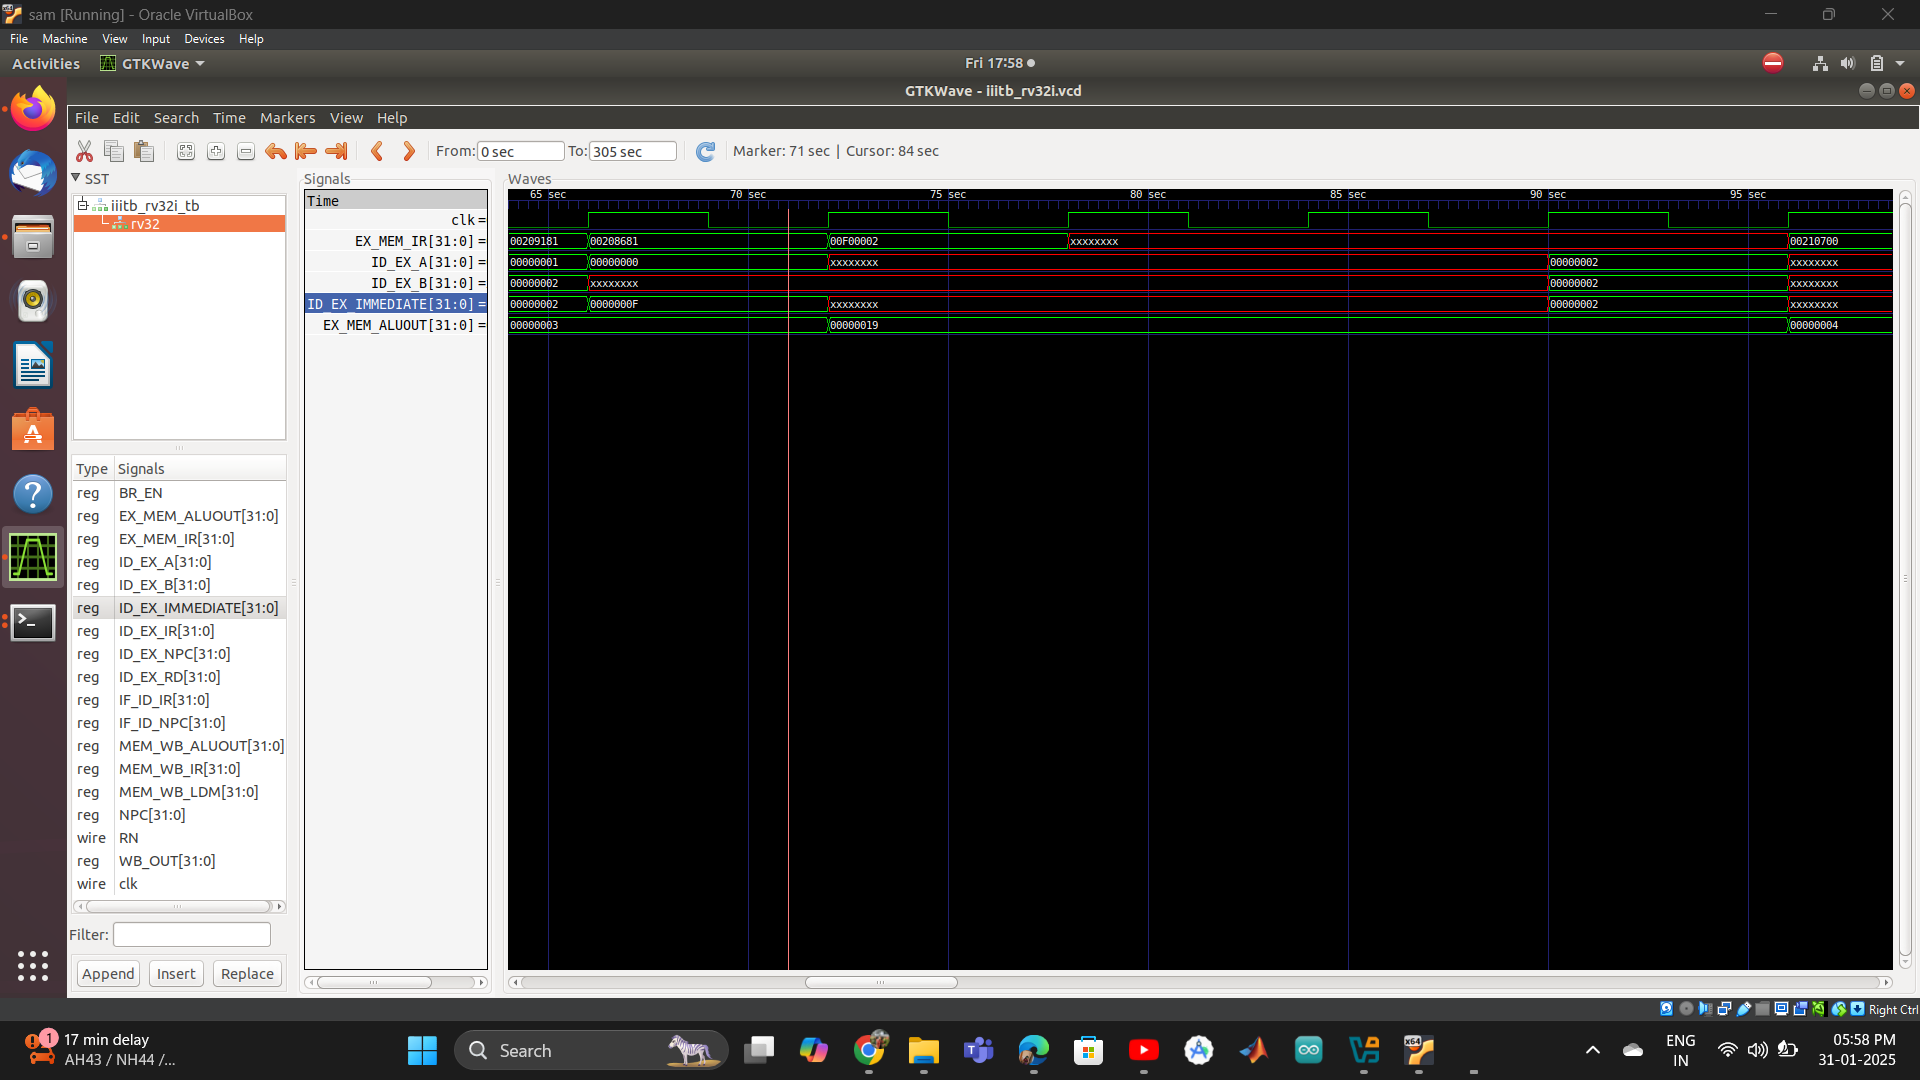 sam [Running] - Oracle VirtualBox
File Machine View Input Devices Help
Activities GTKWave Fri 17:58
GTKWave - iiitb_rv32i.vcd
File Edit Search Time Markers View Help
From: 0 sec To: 305 sec Marker: 71 sec | Cursor: 84 sec
SST
iiitb_rv32i_tb
rv32
Type Signals
reg BR_EN
reg EX_MEM_ALUOUT[31:0]
reg EX_MEM_IR[31:0]
reg ID_EX_A[31:0]
reg ID_EX_B[31:0]
reg ID_EX_IMMEDIATE[31:0]
reg ID_EX_IR[31:0]
reg ID_EX_NPC[31:0]
reg ID_EX_RD[31:0]
reg IF_ID_IR[31:0]
reg IF_ID_NPC[31:0]
reg MEM_WB_ALUOUT[31:0]
reg MEM_WB_IR[31:0]
reg MEM_WB_LDM[31:0]
reg NPC[31:0]
wire RN
reg WB_OUT[31:0]
wire clk
Filter:
Append Insert Replace
Signals
Time
clk =
EX_MEM_IR[31:0] =
ID_EX_A[31:0] =
ID_EX_B[31:0] =
ID_EX_IMMEDIATE[31:0] =
EX_MEM_ALUOUT[31:0] =
Waves
65 sec 70 sec 75 sec 80 sec 85 sec 90 sec 95 sec
00209181 00208681 00F00002 xxxxxxxx 00210700
00000001 00000000 xxxxxxxx 00000002 xxxxxxxx
00000002 xxxxxxxx 00000002 xxxxxxxx
00000002 0000000F xxxxxxxx 00000002 xxxxxxxx
00000003 00000019 00000004
Right Ctrl
1
17 min delay
AH43 / NH44 /...
Search
x64
ENG
IN
05:58 PM
31-01-2025